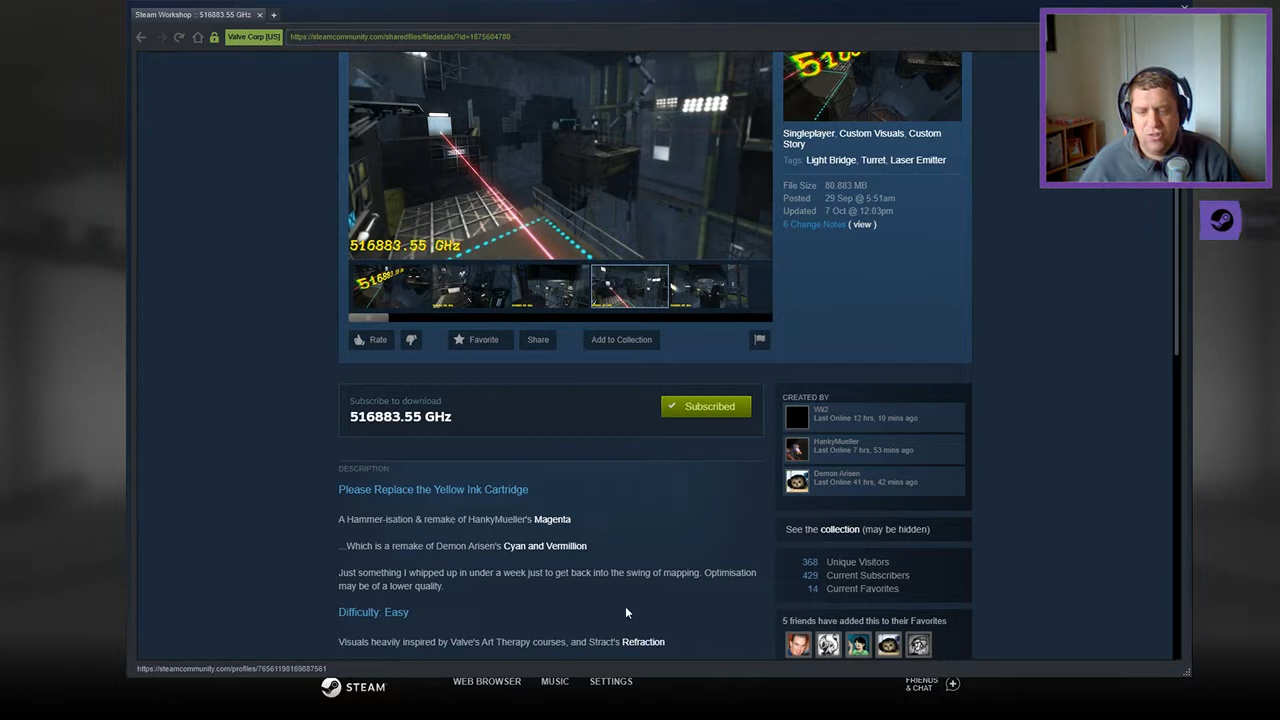 Steam Workshop :: 516883.55 GHz × +
Valve Corp [US] https://steamcommunity.com/sharedfiles/filedetails/?id=1875604780
516883.55 GHz
Singleplayer, Custom Visuals, Custom
Story
Tags Light Bridge, Turret, Laser Emitter
File Size 80.883 MB
Posted 29 Sep @ 5:51am
Updated 7 Oct @ 12:03pm
6 Change Notes ( view )
Rate Favorite Share Add to Collection
Subscribe to download
516883.55 GHz
Subscribed
DESCRIPTION
Please Replace the Yellow Ink Cartridge
A Hammer-isation & remake of HankyMueller's Magenta
...Which is a remake of Demon Arisen's Cyan and Vermillion
Just something I whipped up in under a week just to get back into the swing of mapping. Optimisation
may be of a lower quality.
Difficulty: Easy
Visuals heavily inspired by Valve's Art Therapy courses, and Stract's Refraction
CREATED BY
Wil2
Last Online 12 hrs, 10 mins ago
HankyMueller
Last Online 7 hrs, 53 mins ago
Demon Arisen
Last Online 41 hrs, 42 mins ago
See the collection (may be hidden)
368 Unique Visitors
429 Current Subscribers
14 Current Favorites
5 friends have added this to their Favorites
https://steamcommunity.com/profiles/76561198169887561
STEAM
WEB BROWSER MUSIC SETTINGS
FRIENDS
& CHAT